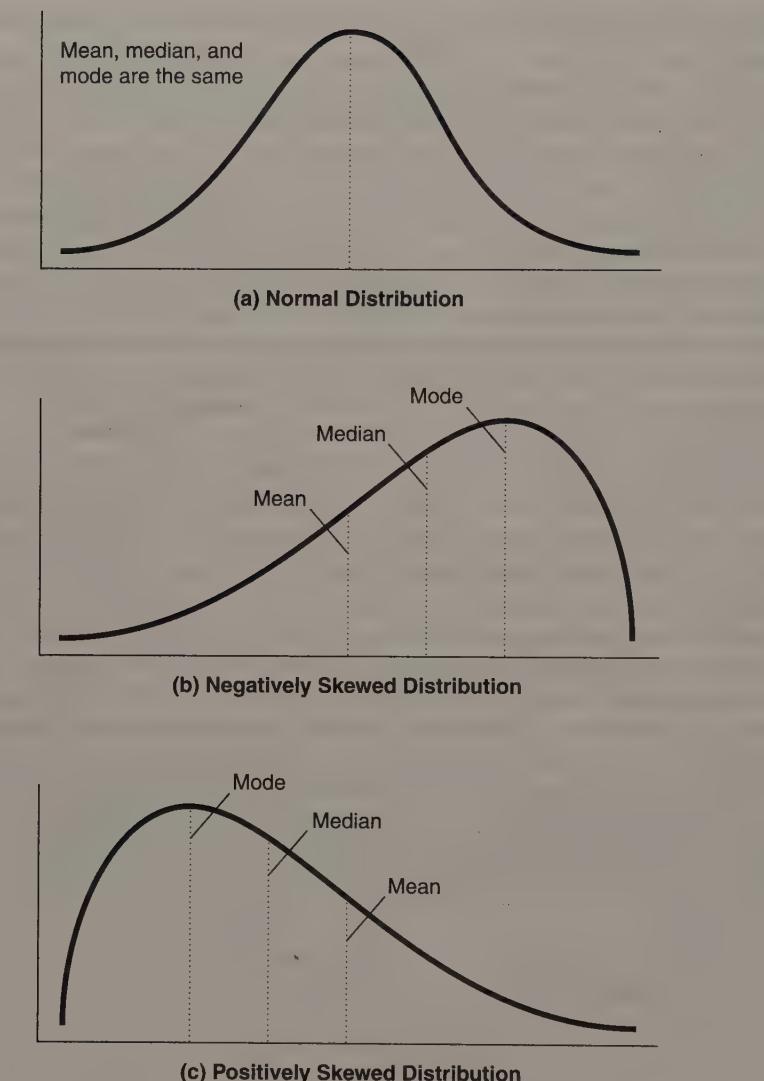 Mean, median, and
mode are the same
(a) Normal Distribution
Mode
Median
Mean
(b) Negatively Skewed Distribution
Mode
Median
Mean
(c) Positively Skewed Distribution